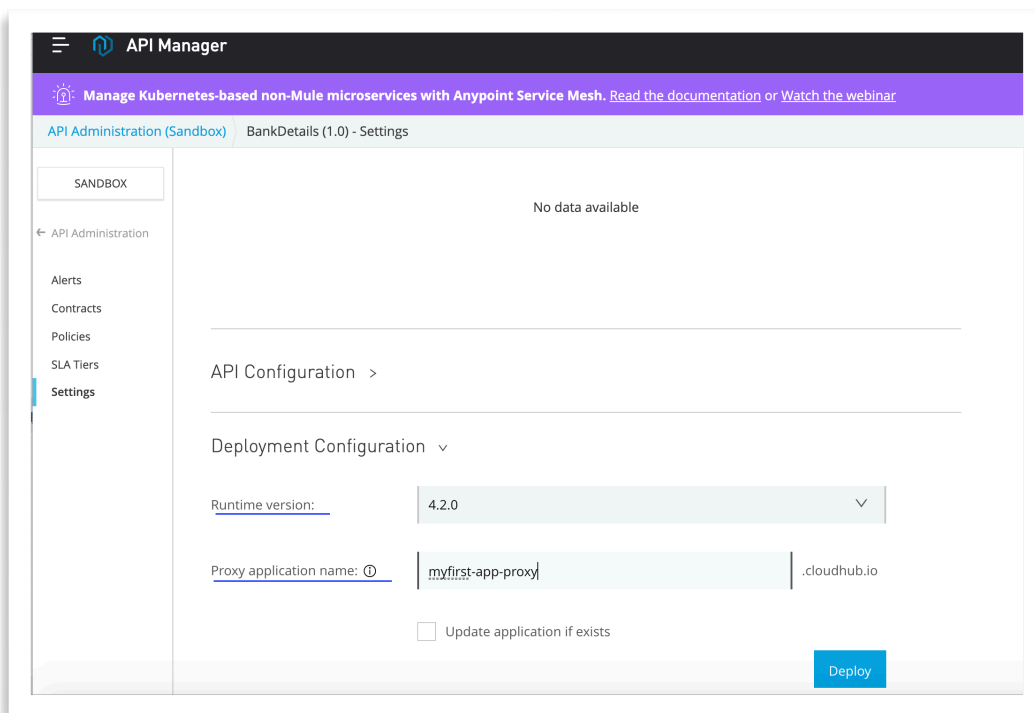 API Manager
Manage Kubernetes-based non-Mule microservices with Anypoint Service Mesh. Read the documentation or Watch the webinar
API Administration (Sandbox) BankDetails (1.0) - Settings
SANDBOX
API Administration
Alerts
Contracts
Policies
SLA Tiers
Settings
No data available
API Configuration >
Deployment Configuration
Runtime version: 4.2.0
Proxy application name: myfirst-app-proxy .cloudhub.io
Update application if exists
Deploy